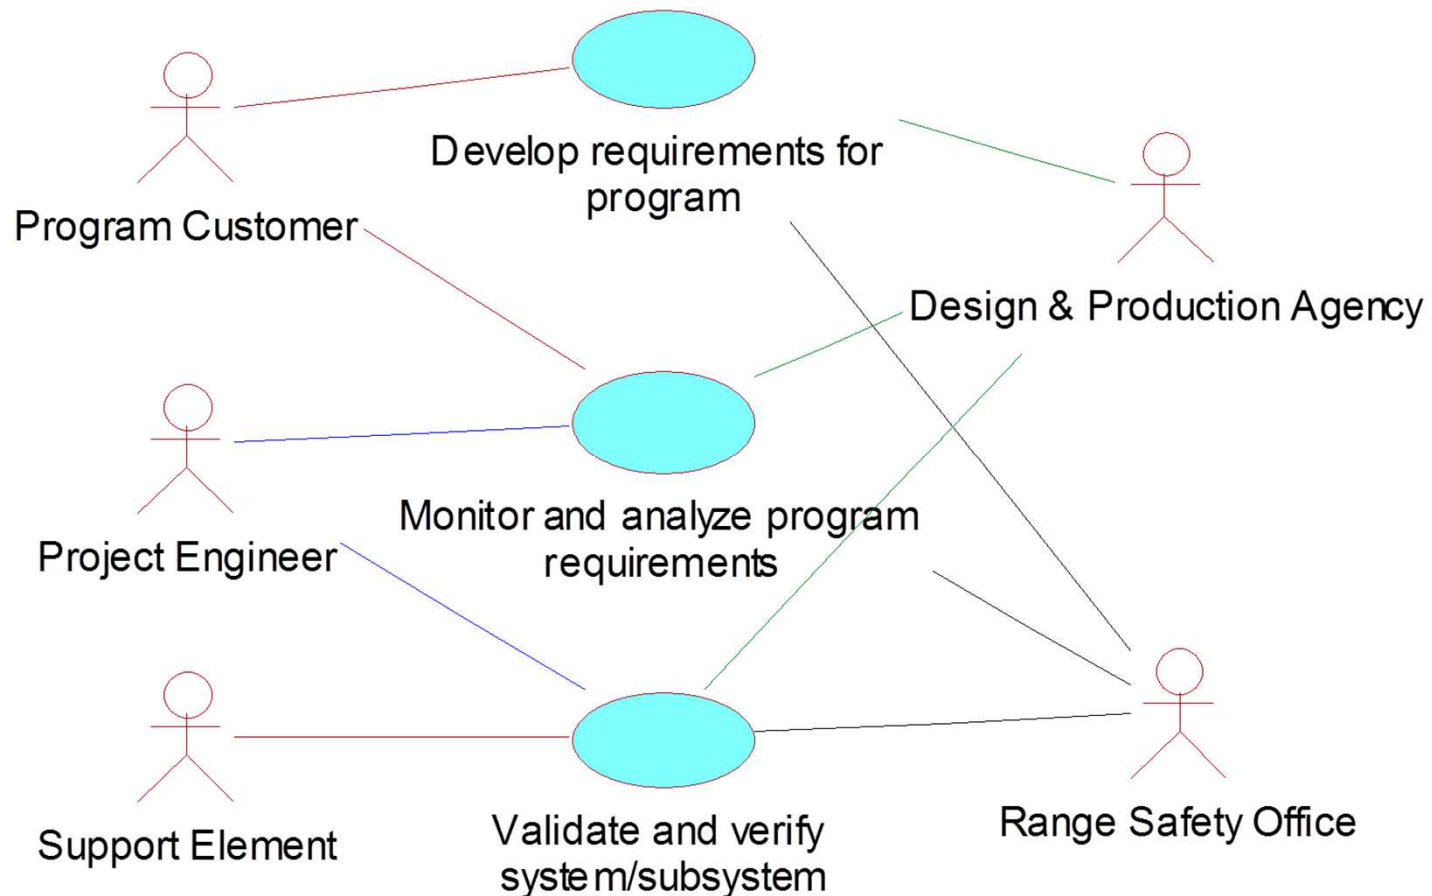 Develop requirements for
program
Program Customer
Design & Production Agency
Monitor and analyze program
requirements
Project Engineer
Range Safety Office
Validate and verify
system/subsystem
Support Element